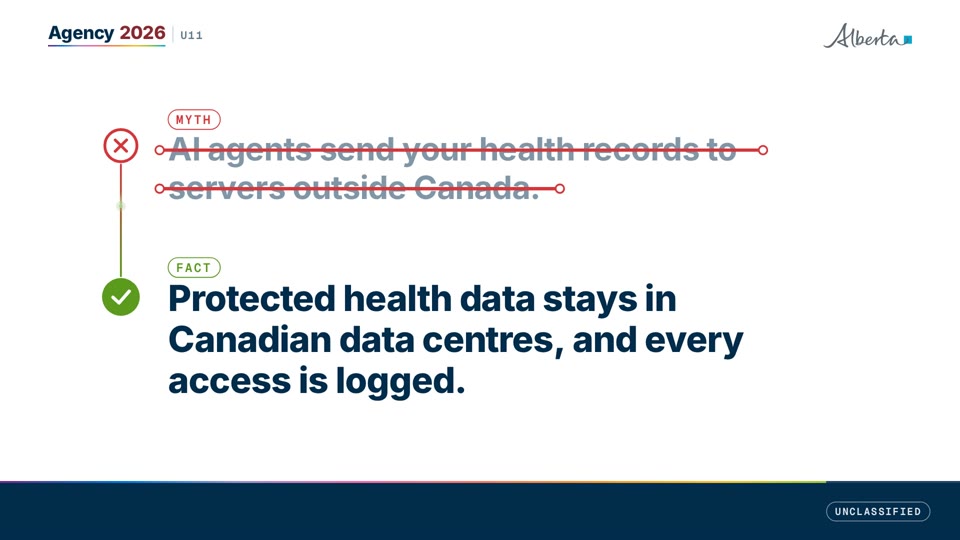 Agency 2026 U11
Alberta
MYTH
AI agents send your health records to
servers outside Canada.
FACT
Protected health data stays in
Canadian data centres, and every
access is logged.
UNCLASSIFIED